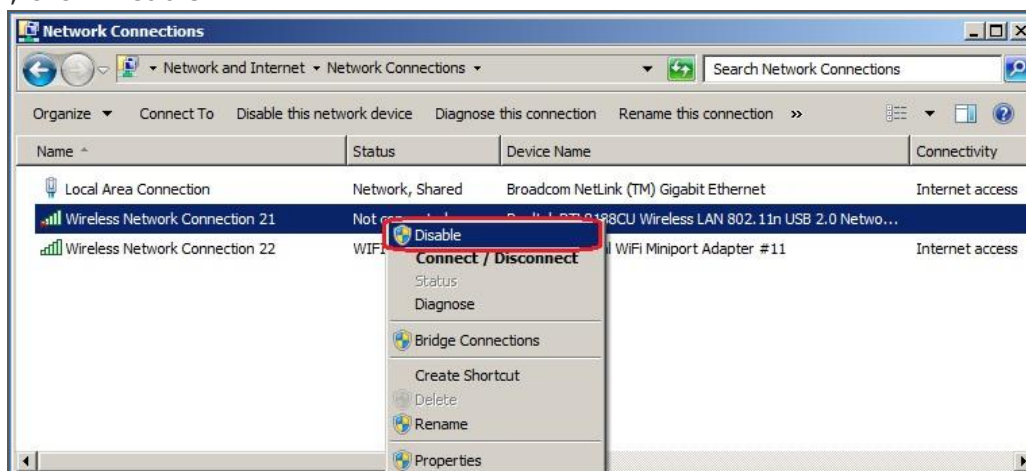 Network Connections
Network and Internet Network Connections Search Network Connections
Organize Connect To Disable this network device Diagnose this connection Rename this connection »
Name Status Device Name Connectivity
Local Area Connection Network, Shared Broadcom NetLink (TM) Gigabit Ethernet Internet access
Wireless Network Connection 21 Not Wireless LAN 802.11n USB 2.0 Netwo...
Disable
Wireless Network Connection 22 WIFI WiFi Miniport Adapter #11 Internet access
Connect / Disconnect
Status
Diagnose
Bridge Connections
Create Shortcut
Delete
Rename
Properties